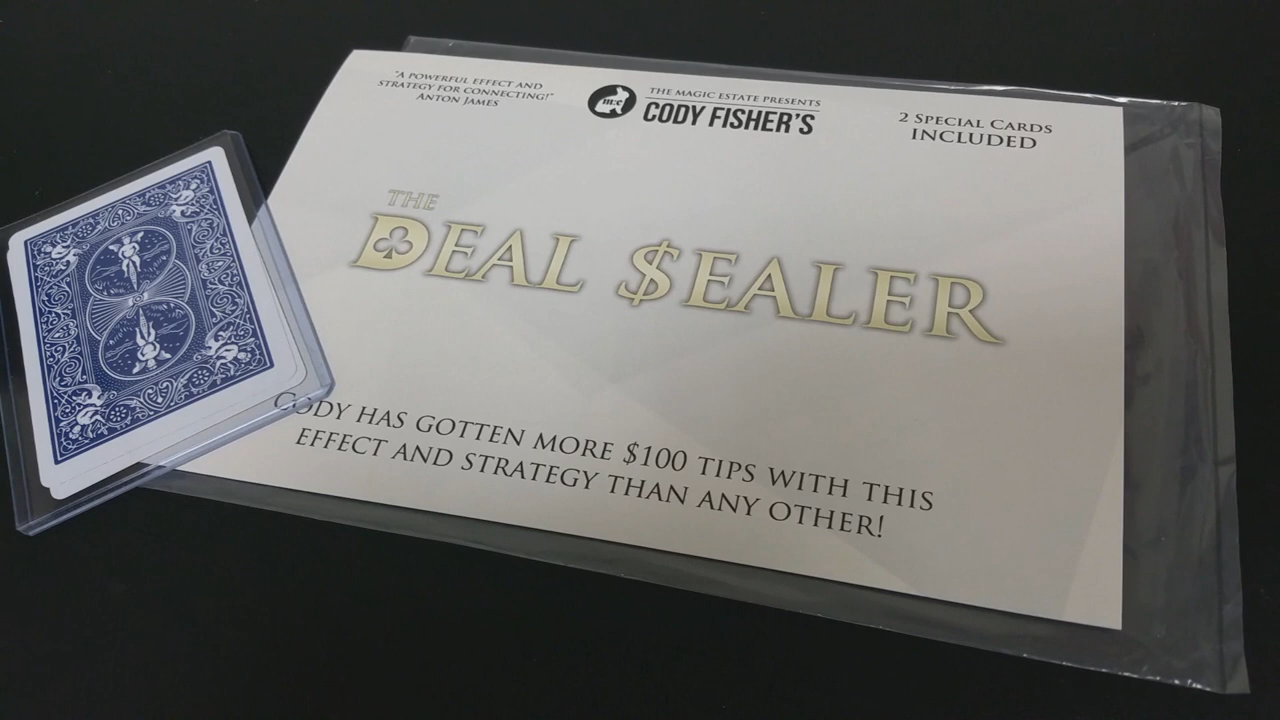 "A POWERFUL EFFECT AND
STRATEGY FOR CONNECTING!"
ANTON JAMES
m:e
THE MAGIC ESTATE PRESENTS
CODY FISHER'S
2 SPECIAL CARDS
INCLUDED
THE
DEAL $EALER
CODY HAS GOTTEN MORE $100 TIPS WITH THIS
EFFECT AND STRATEGY THAN ANY OTHER!